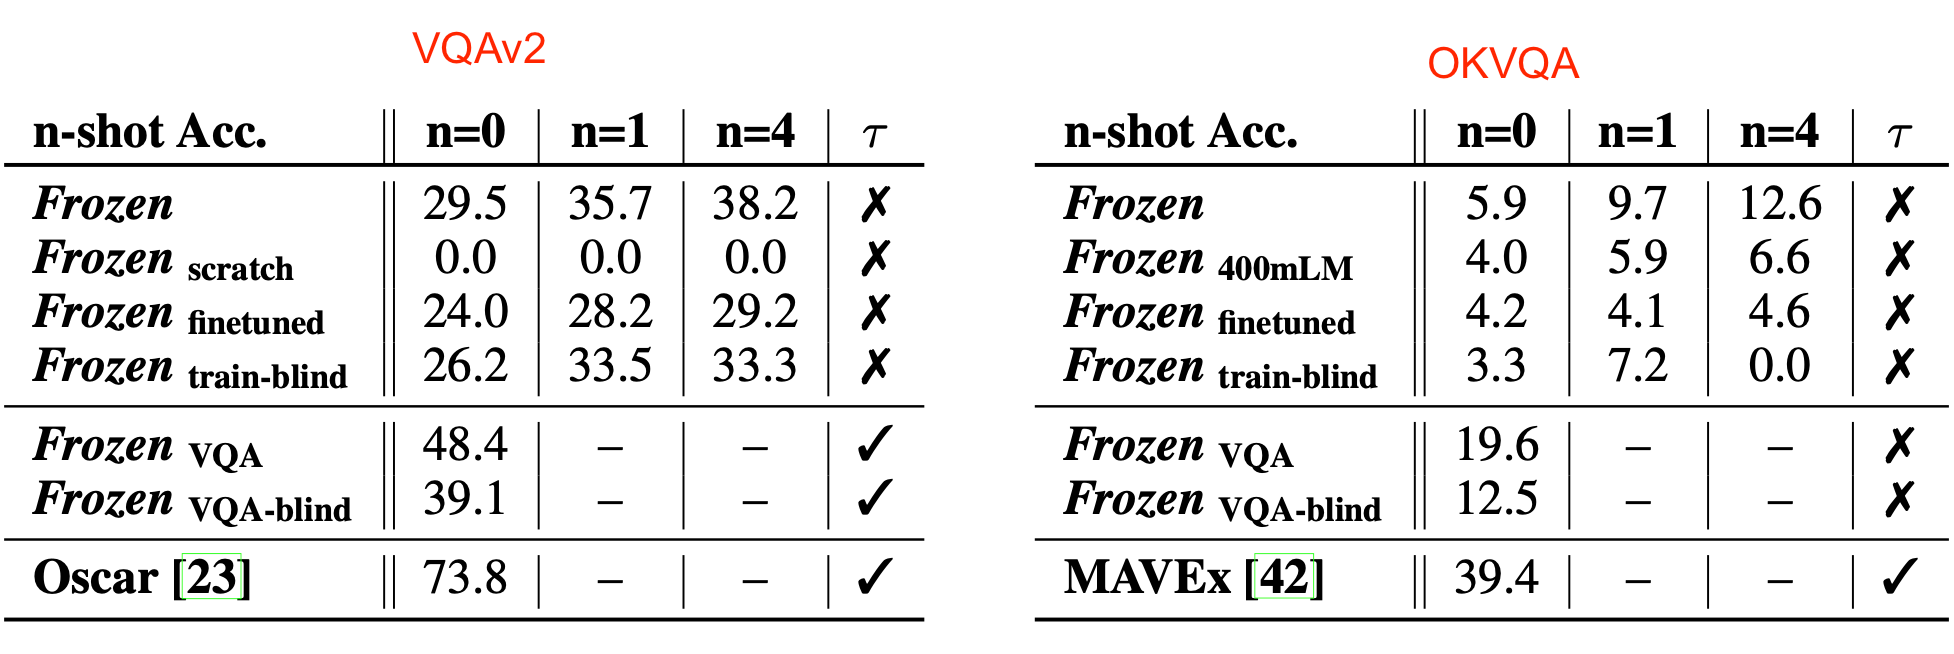 VQAv2
n-shot Acc. n=0 n=1 n=4 τ
Frozen 29.5 35.7 38.2 ✗
Frozen scratch 0.0 0.0 0.0 ✗
Frozen finetuned 24.0 28.2 29.2 ✗
Frozen train-blind 26.2 33.5 33.3 ✗
Frozen VQA 48.4 – – ✓
Frozen VQA-blind 39.1 – – ✓
Oscar [23] 73.8 – – ✓
OKVQA
n-shot Acc. n=0 n=1 n=4 τ
Frozen 5.9 9.7 12.6 ✗
Frozen 400mLM 4.0 5.9 6.6 ✗
Frozen finetuned 4.2 4.1 4.6 ✗
Frozen train-blind 3.3 7.2 0.0 ✗
Frozen VQA 19.6 – – ✗
Frozen VQA-blind 12.5 – – ✗
MAVEx [42] 39.4 – – ✓